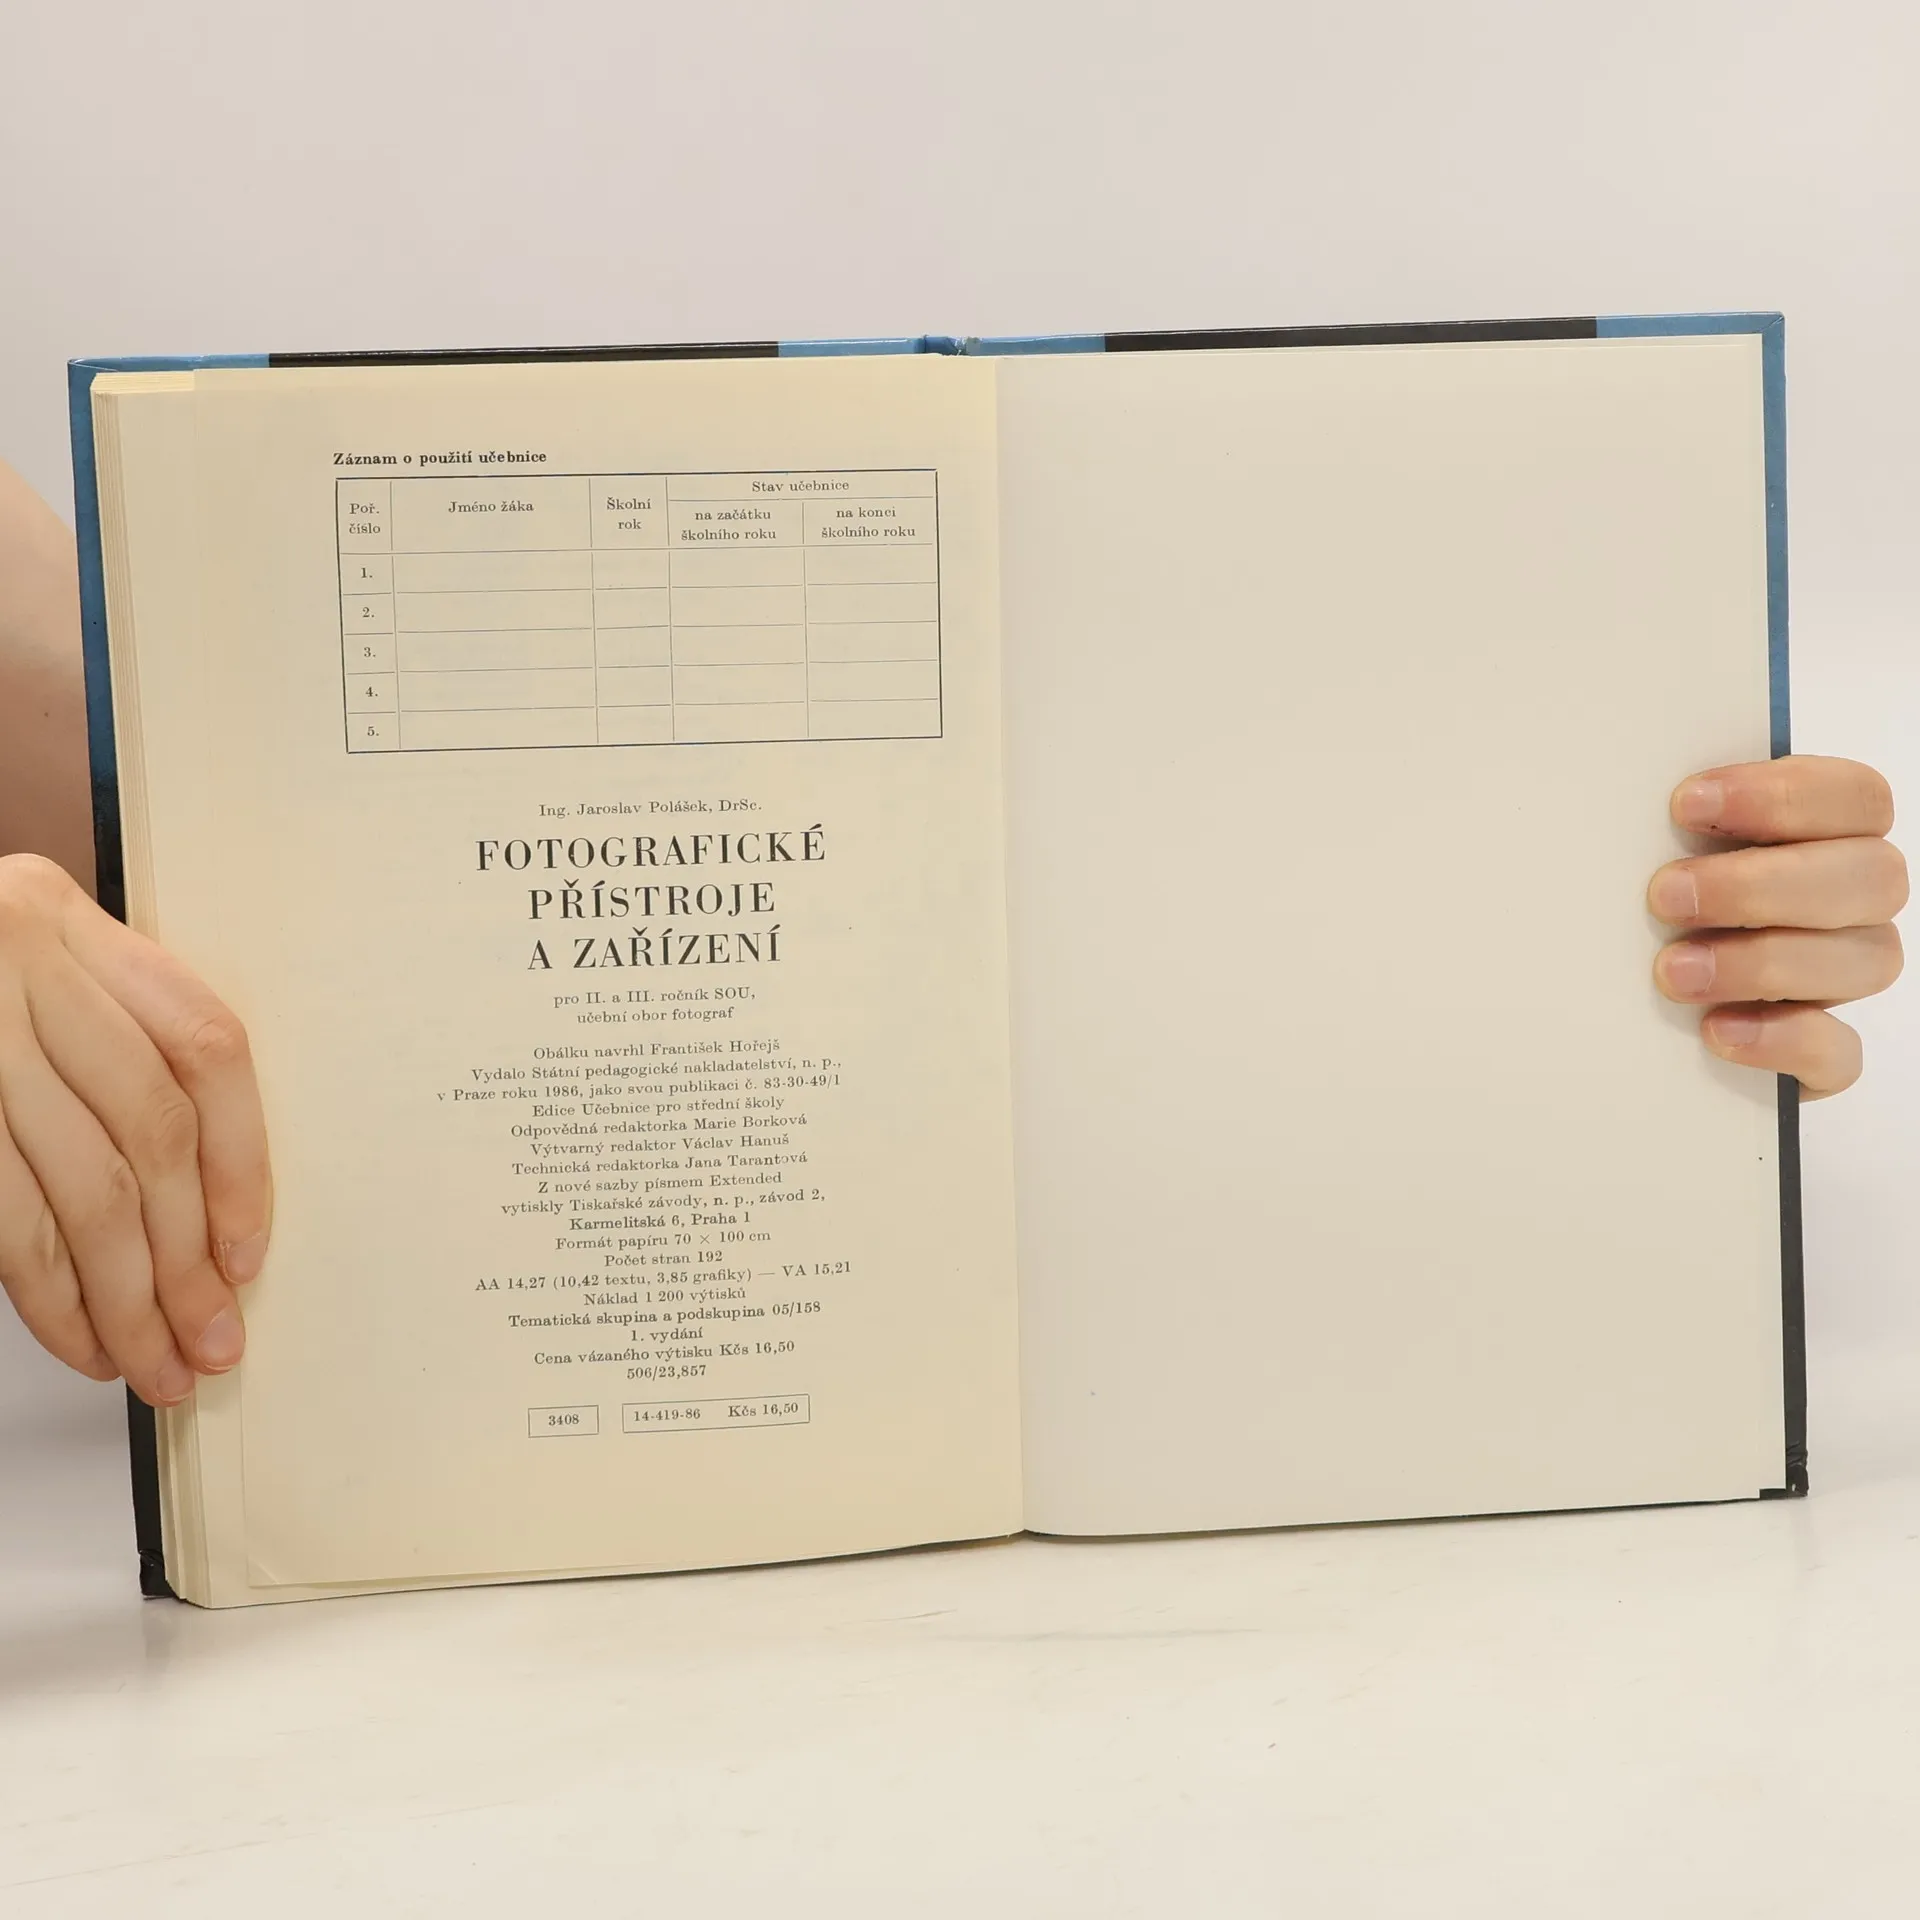 Záznam o použití učebnice
Poř. číslo
Jméno žáka
Školní rok
Stav učebnice
na začátku školního roku
na konci školního roku
1.
2.
3.
4.
5.
Ing. Jaroslav Polášek, DrSc.
FOTOGRAFICKÉ
PŘÍSTROJE
A ZAŘÍZENÍ
pro II. a III. ročník SOU,
učební obor fotograf
Obálku navrhl František Hořejš
Vydalo Státní pedagogické nakladatelství, n. p.,
v Praze roku 1986, jako svou publikaci č. 83-30-49/1
Edice Učebnice pro střední školy
Odpovědná redaktorka Marie Borková
Výtvarný redaktor Václav Hanuš
Technická redaktorka Jana Tarantová
Z nové sazby písmem Extended
vytiskly Tiskařské závody, n. p., závod 2,
Karmelitská 6, Praha 1
Formát papíru 70 × 100 cm
Počet stran 192
AA 14,27 (10,42 textu, 3,85 grafiky) — VA 15,21
Náklad 1 200 výtisků
Tematická skupina a podskupina 05/158
1. vydání
Cena vázaného výtisku Kčs 16,50
506/23,857
3408
14-419-86 Kčs 16,50